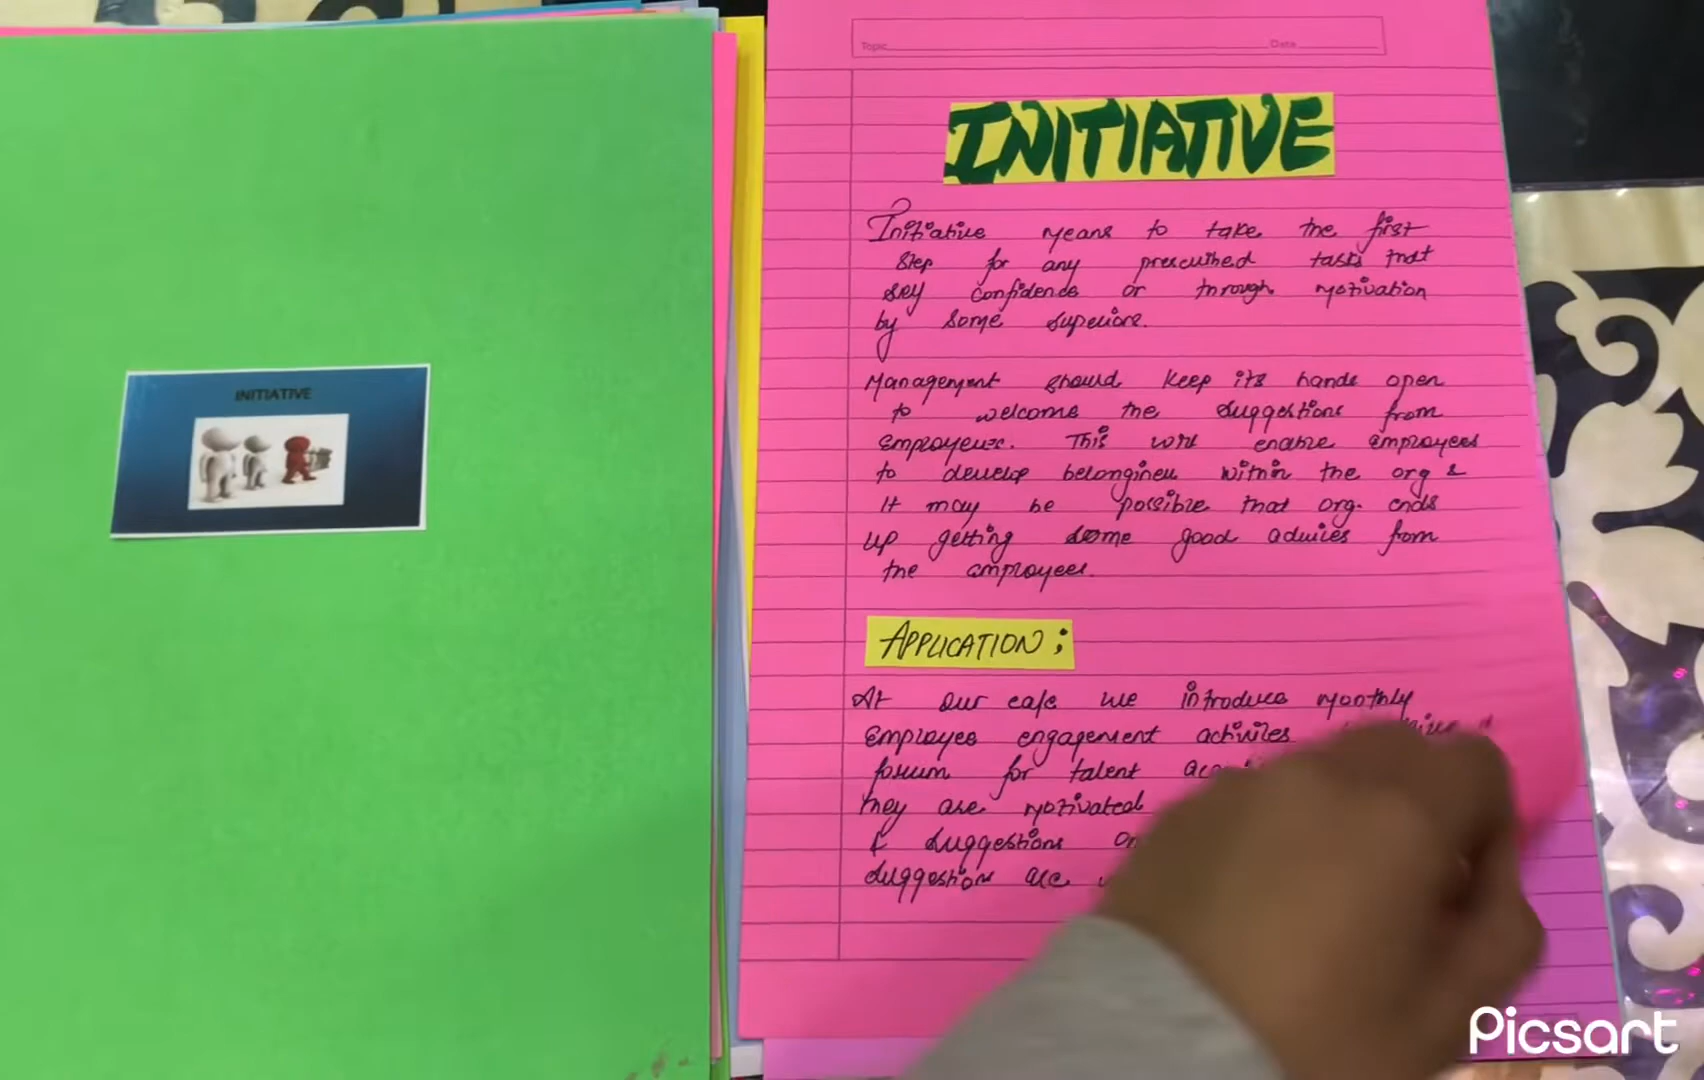 INITIATIVE
Topic Date
INITIATIVE
Initiative means to take the first
step for any prescribed tasks that
confidence or through motivation
by some superiors.
Management should keep its hands open
to welcome the suggestions from
employees. This will enable employees
to develop belonginess within the org &
It may be possible that org. ends
up getting some good advices from
the employees.
APPLICATION:
At our cafe we introduce monthly
Employee engagement activities
forum for talent
they are motivated
& suggestions
suggestions are
Picsart